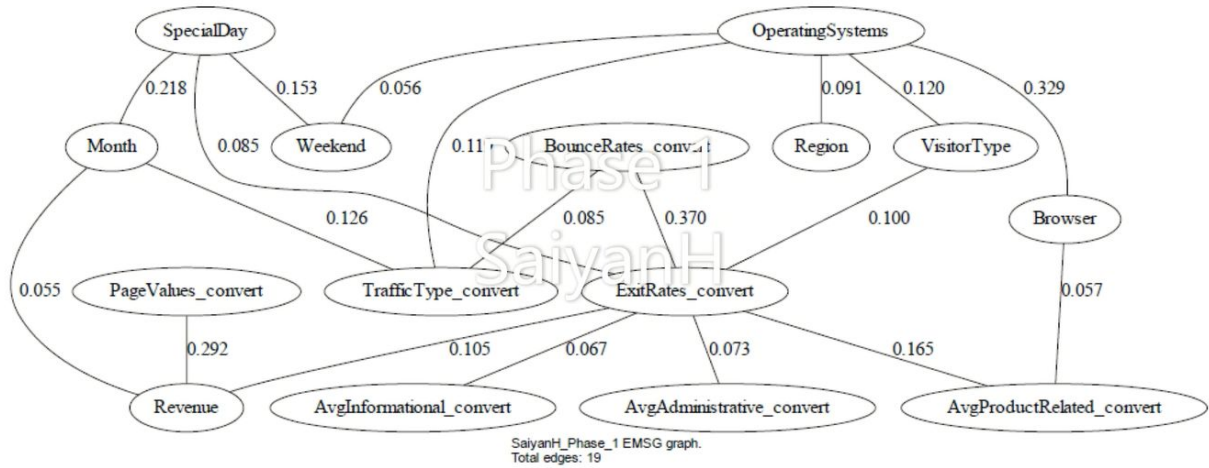 SpecialDay OperatingSystems
0.218 0.153 0.056 0.091 0.120 0.329
Month 0.085 Weekend BounceRates_convert Region VisitorType
Phase 1
0.126 0.085 0.370 0.100 Browser
SaiyanH
0.055 PageValues_convert TrafficType_convert ExitRates_convert 0.057
0.292 0.105 0.067 0.073 0.165
Revenue AvgInformational_convert AvgAdministrative_convert AvgProductRelated_convert
SaiyanH_Phase_1 EMSG graph.
Total edges: 19